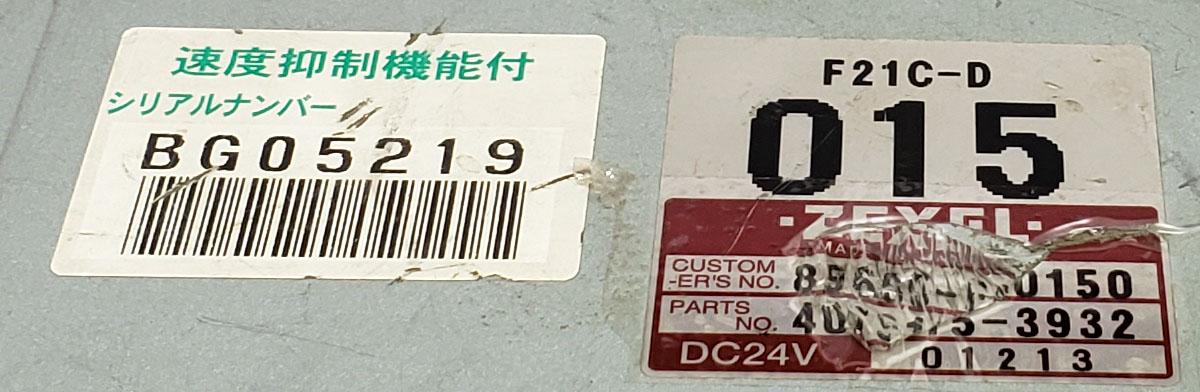 速度抑制機能付
シリアルナンバー
BG05219
F21C-D
015
·ZEXEL·
CUSTOM
-ER'S NO.
PARTS
NO.
DC24V 01213